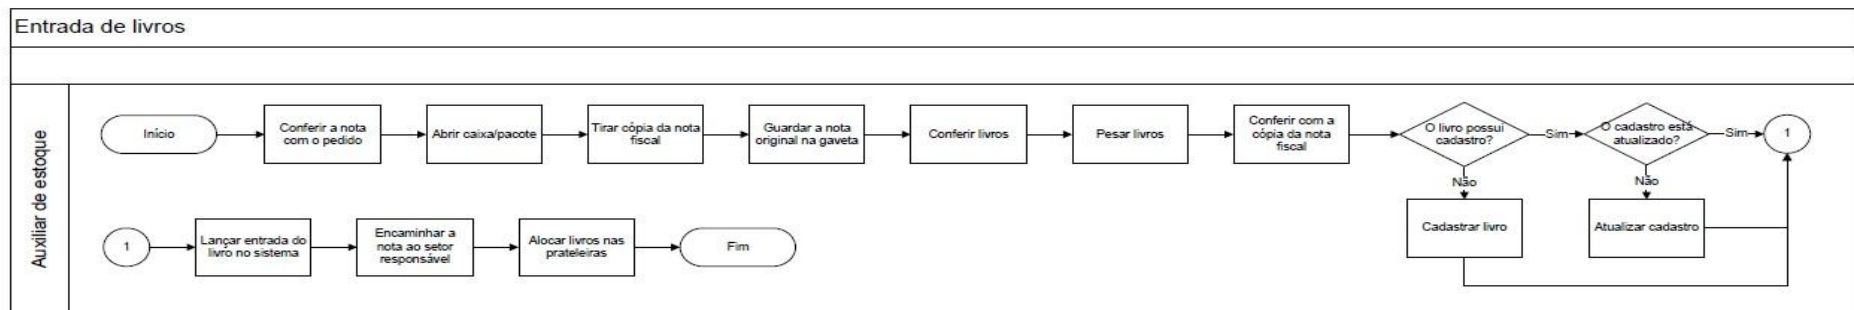 Entrada de livros
Auxiliar de estoque
Início
Conferir a nota
com o pedido
Abrir caixa/pacote
Tirar cópia da nota
fiscal
Guardar a nota
original na gaveta
Conferir livros
Pesar livros
Conferir com a
cópia da nota
fiscal
O livro possui
cadastro?
Sim
O cadastro está
atualizado?
Sim
1
Não
Não
Cadastrar livro
Atualizar cadastro
1
Lançar entrada do
livro no sistema
Encaminhar a
nota ao setor
responsável
Alocar livros nas
prateleiras
Fim